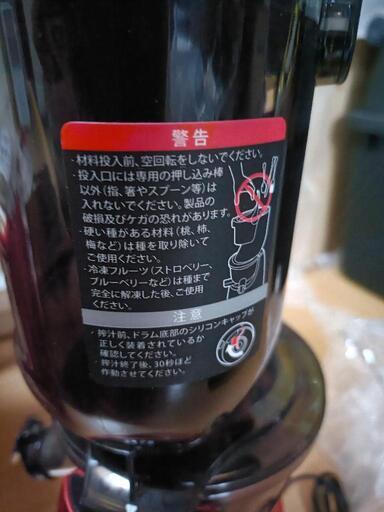 警告
・材料投入前、空回転をしないでください。
・投入口には専用の押し込み棒
以外(指、箸やスプーン等)は
入れないでください。製品の
破損及びケガの恐れがあります。
・硬い種がある材料(桃、柿、
梅など)は種を取り除いて
ご使用ください。
・冷凍フルーツ(ストロベリー、
ブルーベリーなど)は種まで
完全に解凍した後、ご使用
ください。
注意
・搾汁前、ドラム底部のシリコンキャップが
正しく装着されているか
確認してください。
・搾汁終了後、30秒ほど
作動させてください。